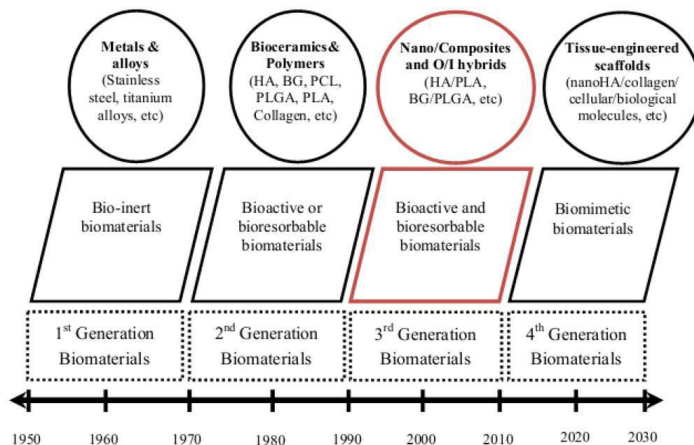 Metals &
alloys
(Stainless
steel, titanium
alloys, etc)
Bioceramics&
Polymers
(HA, BG, PCL,
PLGA, PLA,
Collagen, etc)
Nano/Composites
and O/I hybrids
(HA/PLA,
BG/PLGA, etc)
Tissue-engineered
scaffolds
(nanoHA/collagen/
cellular/biological
molecules, etc)
Bio-inert
biomaterials
Bioactive or
bioresorbable
biomaterials
Bioactive and
bioresorbable
biomaterials
Biomimetic
biomaterials
1st Generation
Biomaterials
2nd Generation
Biomaterials
3rd Generation
Biomaterials
4th Generation
Biomaterials
1950 1960 1970 1980 1990 2000 2010 2020 2030